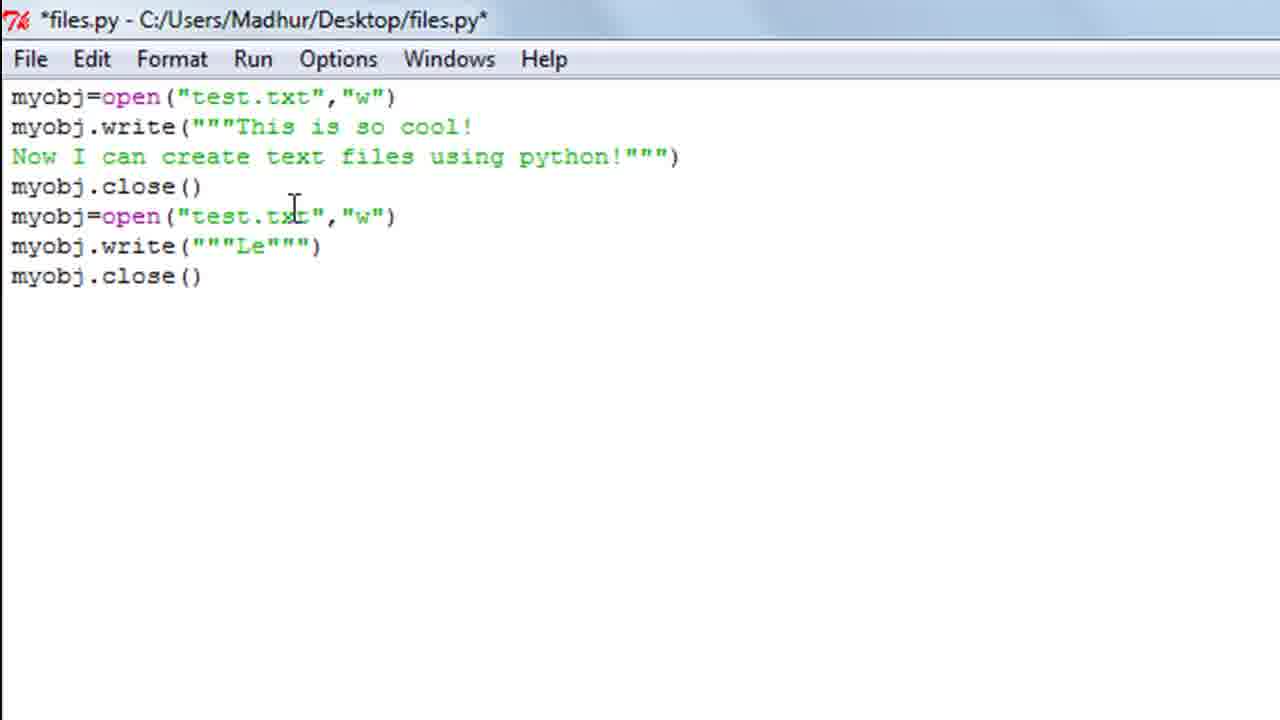 *files.py - C:/Users/Madhur/Desktop/files.py*
File Edit Format Run Options Windows Help
myobj=open("test.txt","w")
myobj.write("""This is so cool!
Now I can create text files using python!""")
myobj.close()
myobj=open("test.txt","w")
myobj.write("""Le""")
myobj.close()